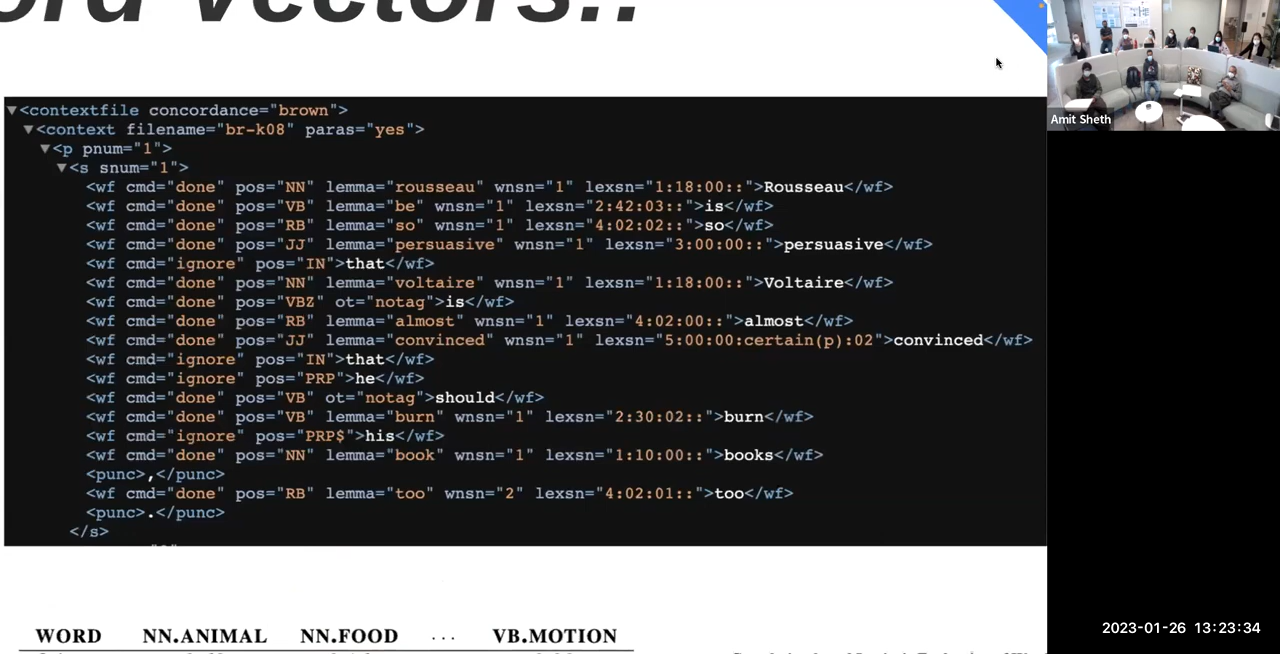 ord Vectors!!
▼<contextfile concordance="brown">
▼<context filename="br-k08" paras="yes">
▼<p pnum="1">
▼<s snum="1">
<wf cmd="done" pos="NN" lemma="rousseau" wnsn="1" lexsn="1:18:00::">Rousseau</wf>
<wf cmd="done" pos="VB" lemma="be" wnsn="1" lexsn="2:42:03::">is</wf>
<wf cmd="done" pos="RB" lemma="so" wnsn="1" lexsn="4:02:02::">so</wf>
<wf cmd="done" pos="JJ" lemma="persuasive" wnsn="1" lexsn="3:00:00::">persuasive</wf>
<wf cmd="ignore" pos="IN">that</wf>
<wf cmd="done" pos="NN" lemma="voltaire" wnsn="1" lexsn="1:18:00::">Voltaire</wf>
<wf cmd="done" pos="VBZ" ot="notag">is</wf>
<wf cmd="done" pos="RB" lemma="almost" wnsn="1" lexsn="4:02:00::">almost</wf>
<wf cmd="done" pos="JJ" lemma="convinced" wnsn="1" lexsn="5:00:00:certain(p):02">convinced</wf>
<wf cmd="ignore" pos="IN">that</wf>
<wf cmd="ignore" pos="PRP">he</wf>
<wf cmd="done" pos="VB" ot="notag">should</wf>
<wf cmd="done" pos="VB" lemma="burn" wnsn="1" lexsn="2:30:02::">burn</wf>
<wf cmd="ignore" pos="PRP$">his</wf>
<wf cmd="done" pos="NN" lemma="book" wnsn="1" lexsn="1:10:00::">books</wf>
<punc>,</punc>
<wf cmd="done" pos="RB" lemma="too" wnsn="2" lexsn="4:02:01::">too</wf>
<punc>.</punc>
</s>
WORD NN.ANIMAL NN.FOOD ... VB.MOTION
Amit Sheth
2023-01-26 13:23:34